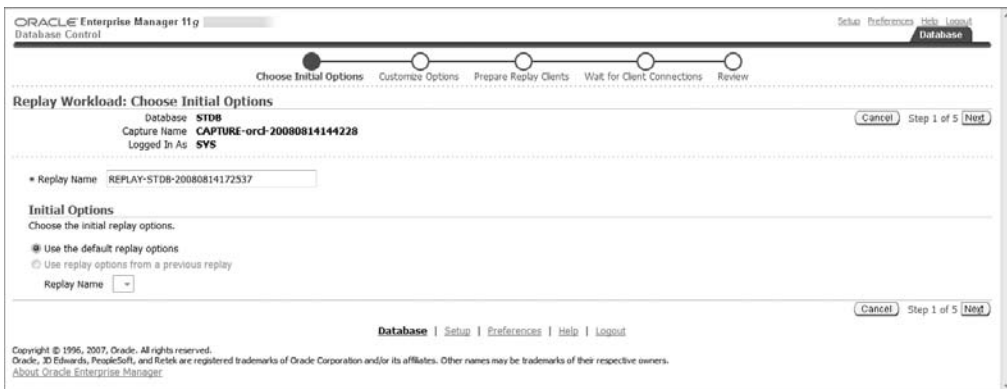 ORACLE Enterprise Manager 11g
Database Control
Setup Preferences Help Logout
Database
Choose Initial Options Customize Options Prepare Replay Clients Wait for Client Connections Review
Replay Workload: Choose Initial Options
Database STDB
Capture Name CAPTURE-orcl-20080814144228
Logged In As SYS
Cancel Step 1 of 5 Next
* Replay Name REPLAY-STDB-20080814172537
Initial Options
Choose the initial replay options.
Use the default replay options
Use replay options from a previous replay
Replay Name
Cancel Step 1 of 5 Next
Database | Setup | Preferences | Help | Logout
Copyright © 1996, 2007, Oracle. All rights reserved.
Oracle, JD Edwards, PeopleSoft, and Retek are registered trademarks of Oracle Corporation and/or its affiliates. Other names may be trademarks of their respective owners.
About Oracle Enterprise Manager